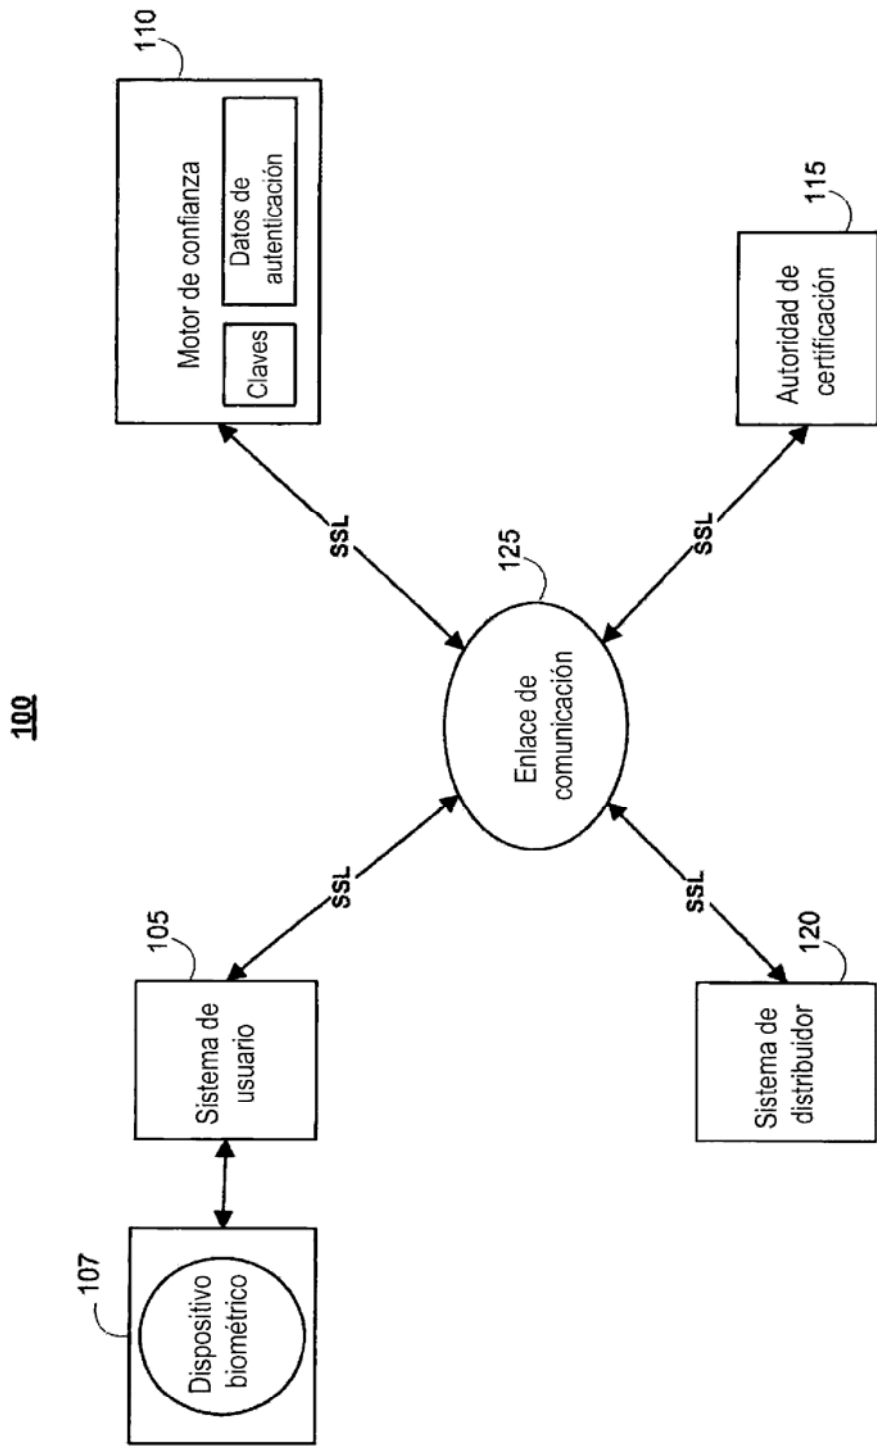 100
107
Dispositivo
biométrico
105
Sistema de
usuario
SSL
110
Motor de confianza
Claves
Datos de
autenticación
SSL
125
Enlace de
comunicación
SSL
120
Sistema de
distribuidor
SSL
115
Autoridad de
certificación